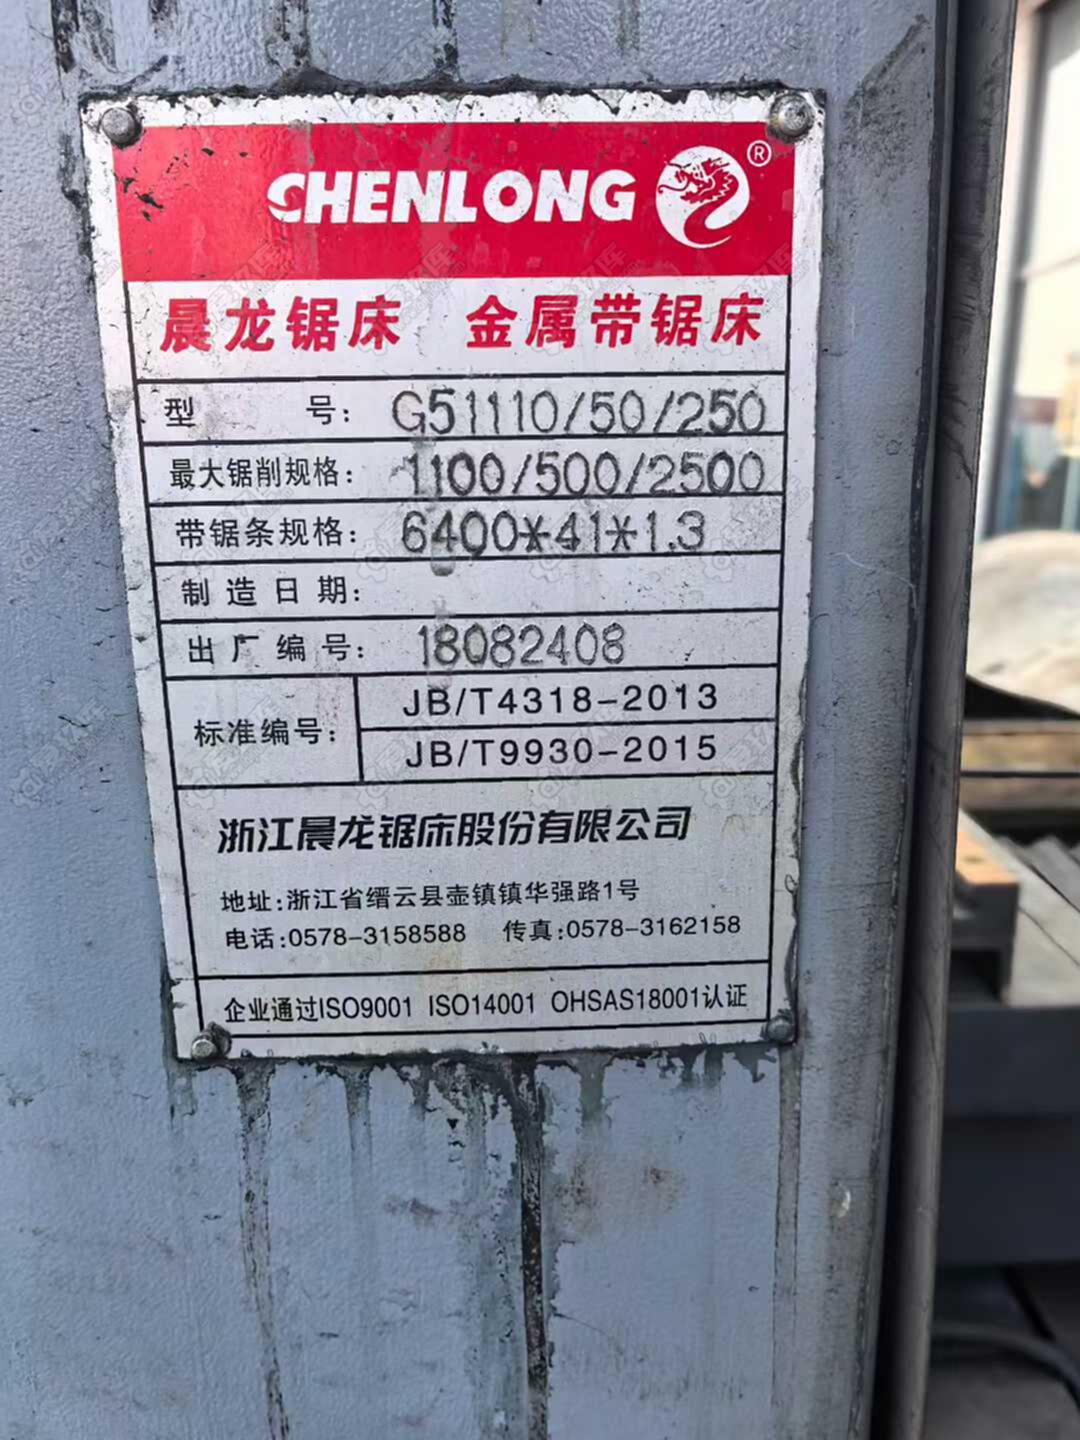 CHENLONG ®
晨龙锯床 金属带锯床
型 号: G51110/50/250
最大锯削规格: 1100/500/2500
带锯条规格: 6400*41*1.3
制造日期:
出厂编号: 18082408
标准编号: JB/T4318-2013
JB/T9930-2015
浙江晨龙锯床股份有限公司
地址:浙江省缙云县壶镇镇华强路1号
电话:0578-3158588 传真:0578-3162158
企业通过ISO9001 ISO14001 OHSAS18001认证